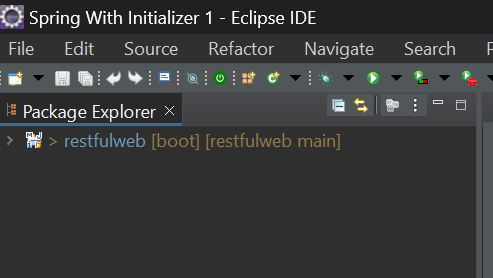 Spring With Initializer 1 - Eclipse IDE
File Edit Source Refactor Navigate Search
Package Explorer
> restfulweb [boot] [restfulweb main]